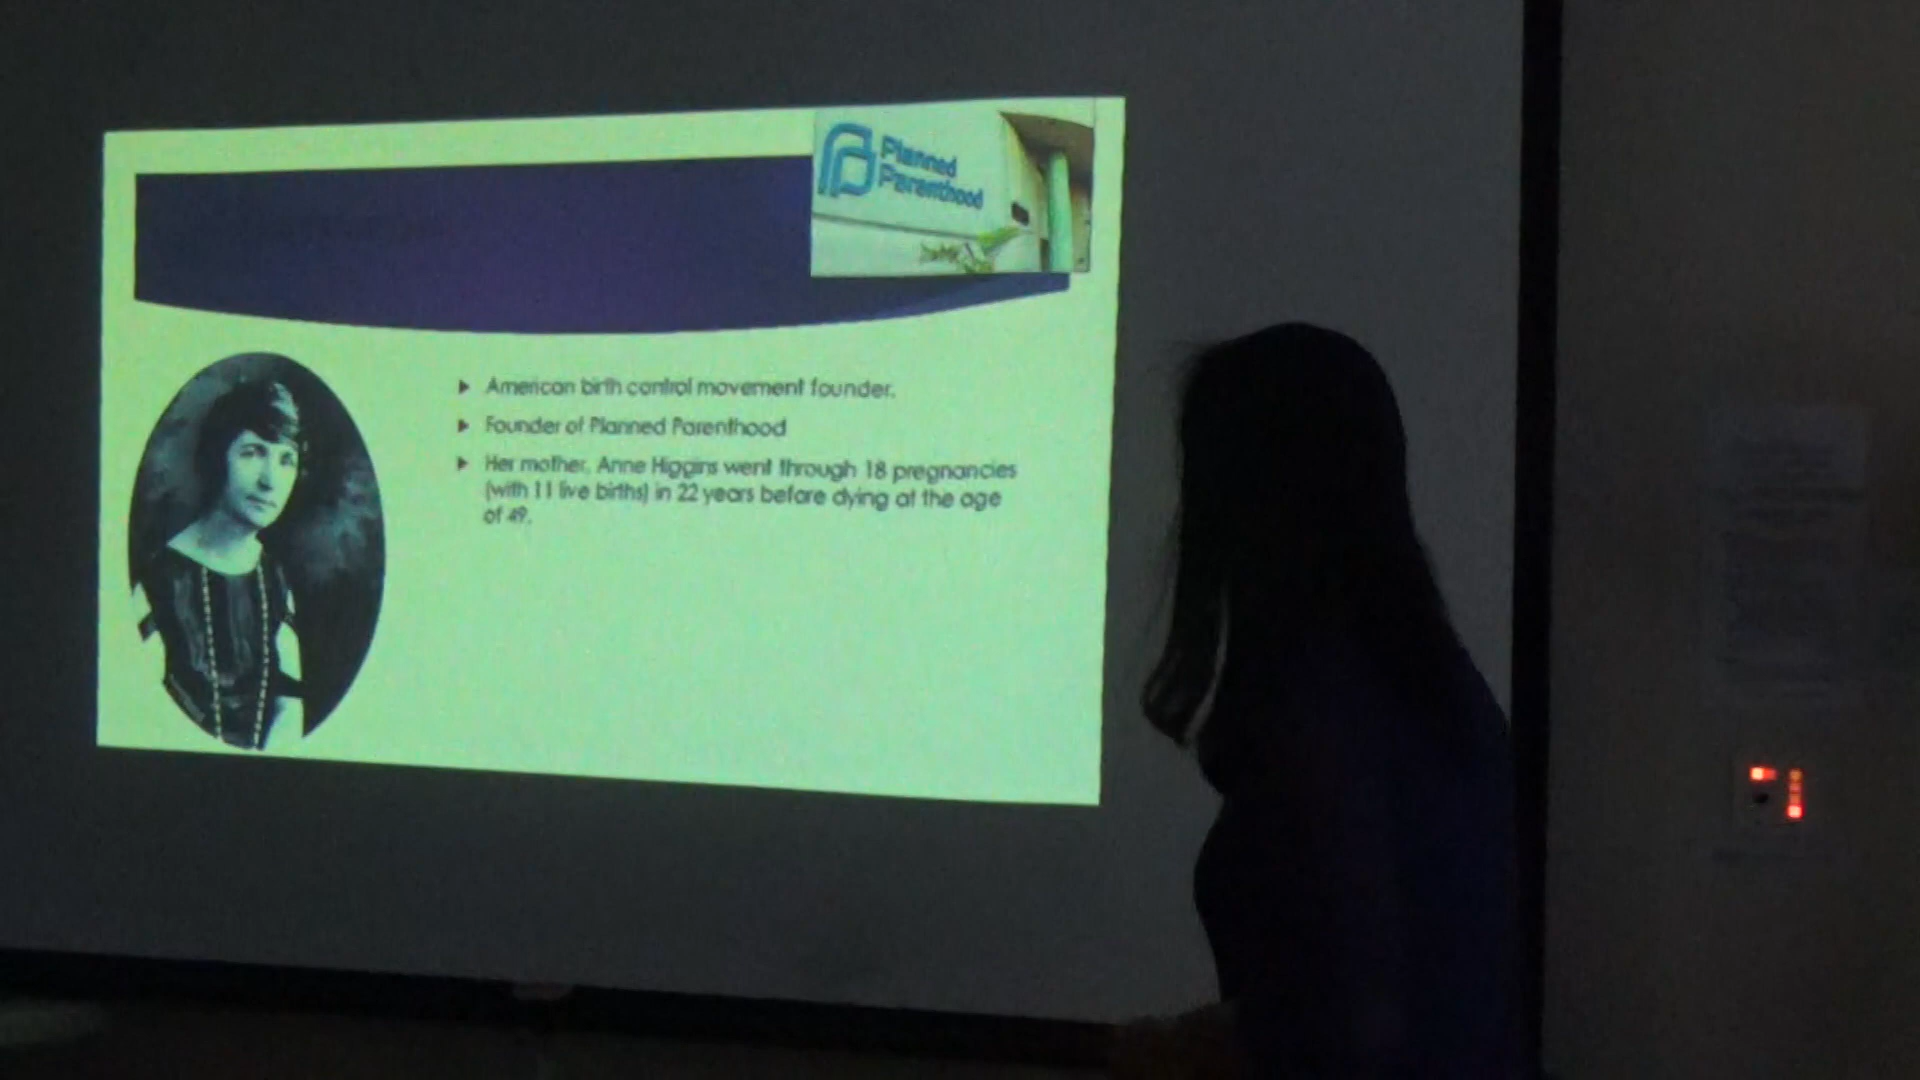 Planned
Parenthood
American birth control movement founder.
Founder of Planned Parenthood
Her mother, Anne Higgins went through 18 pregnancies
(with 11 live births) in 22 years before dying at the age
of 49.